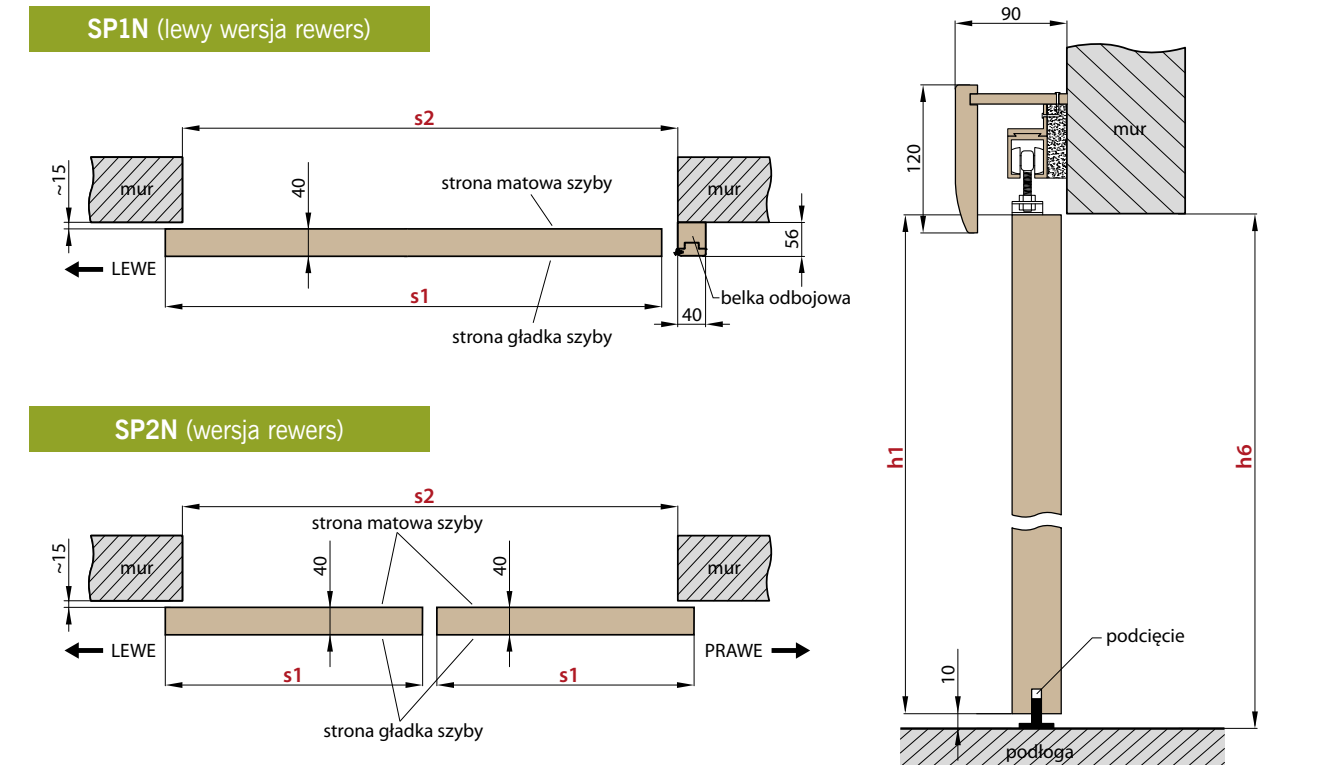 SP1N (lewy wersja rewers)
s2
~15
mur
40
strona matowa szyby
mur
56
LEWE
s1
belka odbojowa
40
strona gładka szyby
SP2N (wersja rewers)
s2
strona matowa szyby
~15
mur
40
40
mur
LEWE
PRAWE
s1
s1
strona gładka szyby
90
mur
120
h1
h6
podcięcie
10
podłoga